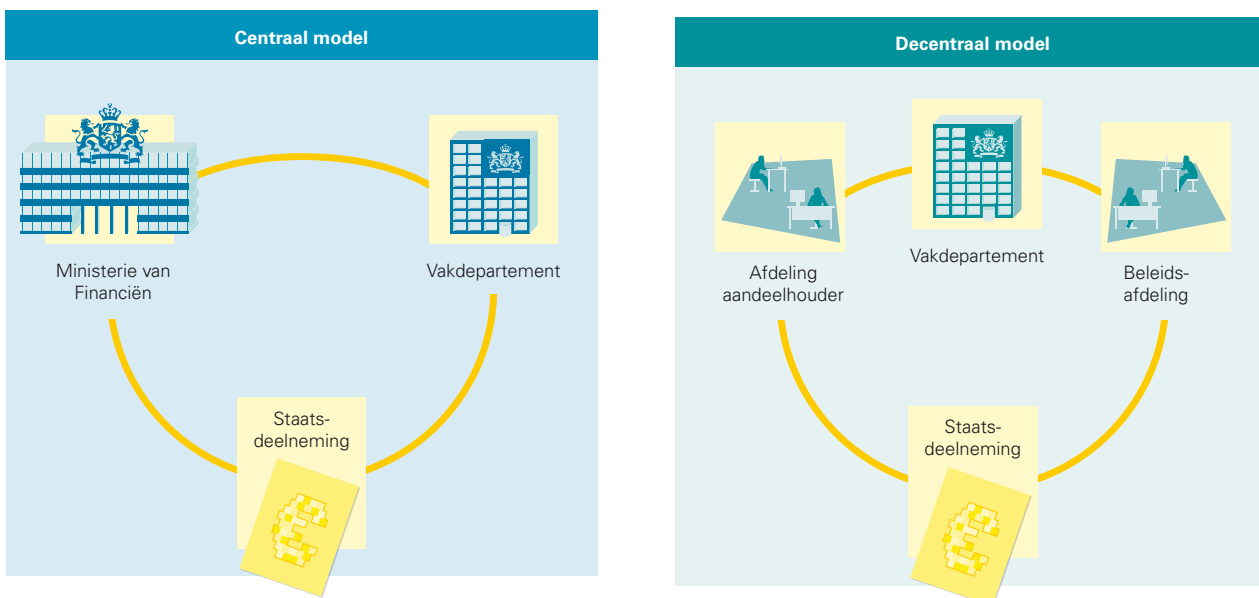 Centraal model
Ministerie van
Financiën
Vakdepartement
Staats-
deelneming
Decentraal model
Afdeling
aandeelhouder
Vakdepartement
Beleids-
afdeling
Staats-
deelneming